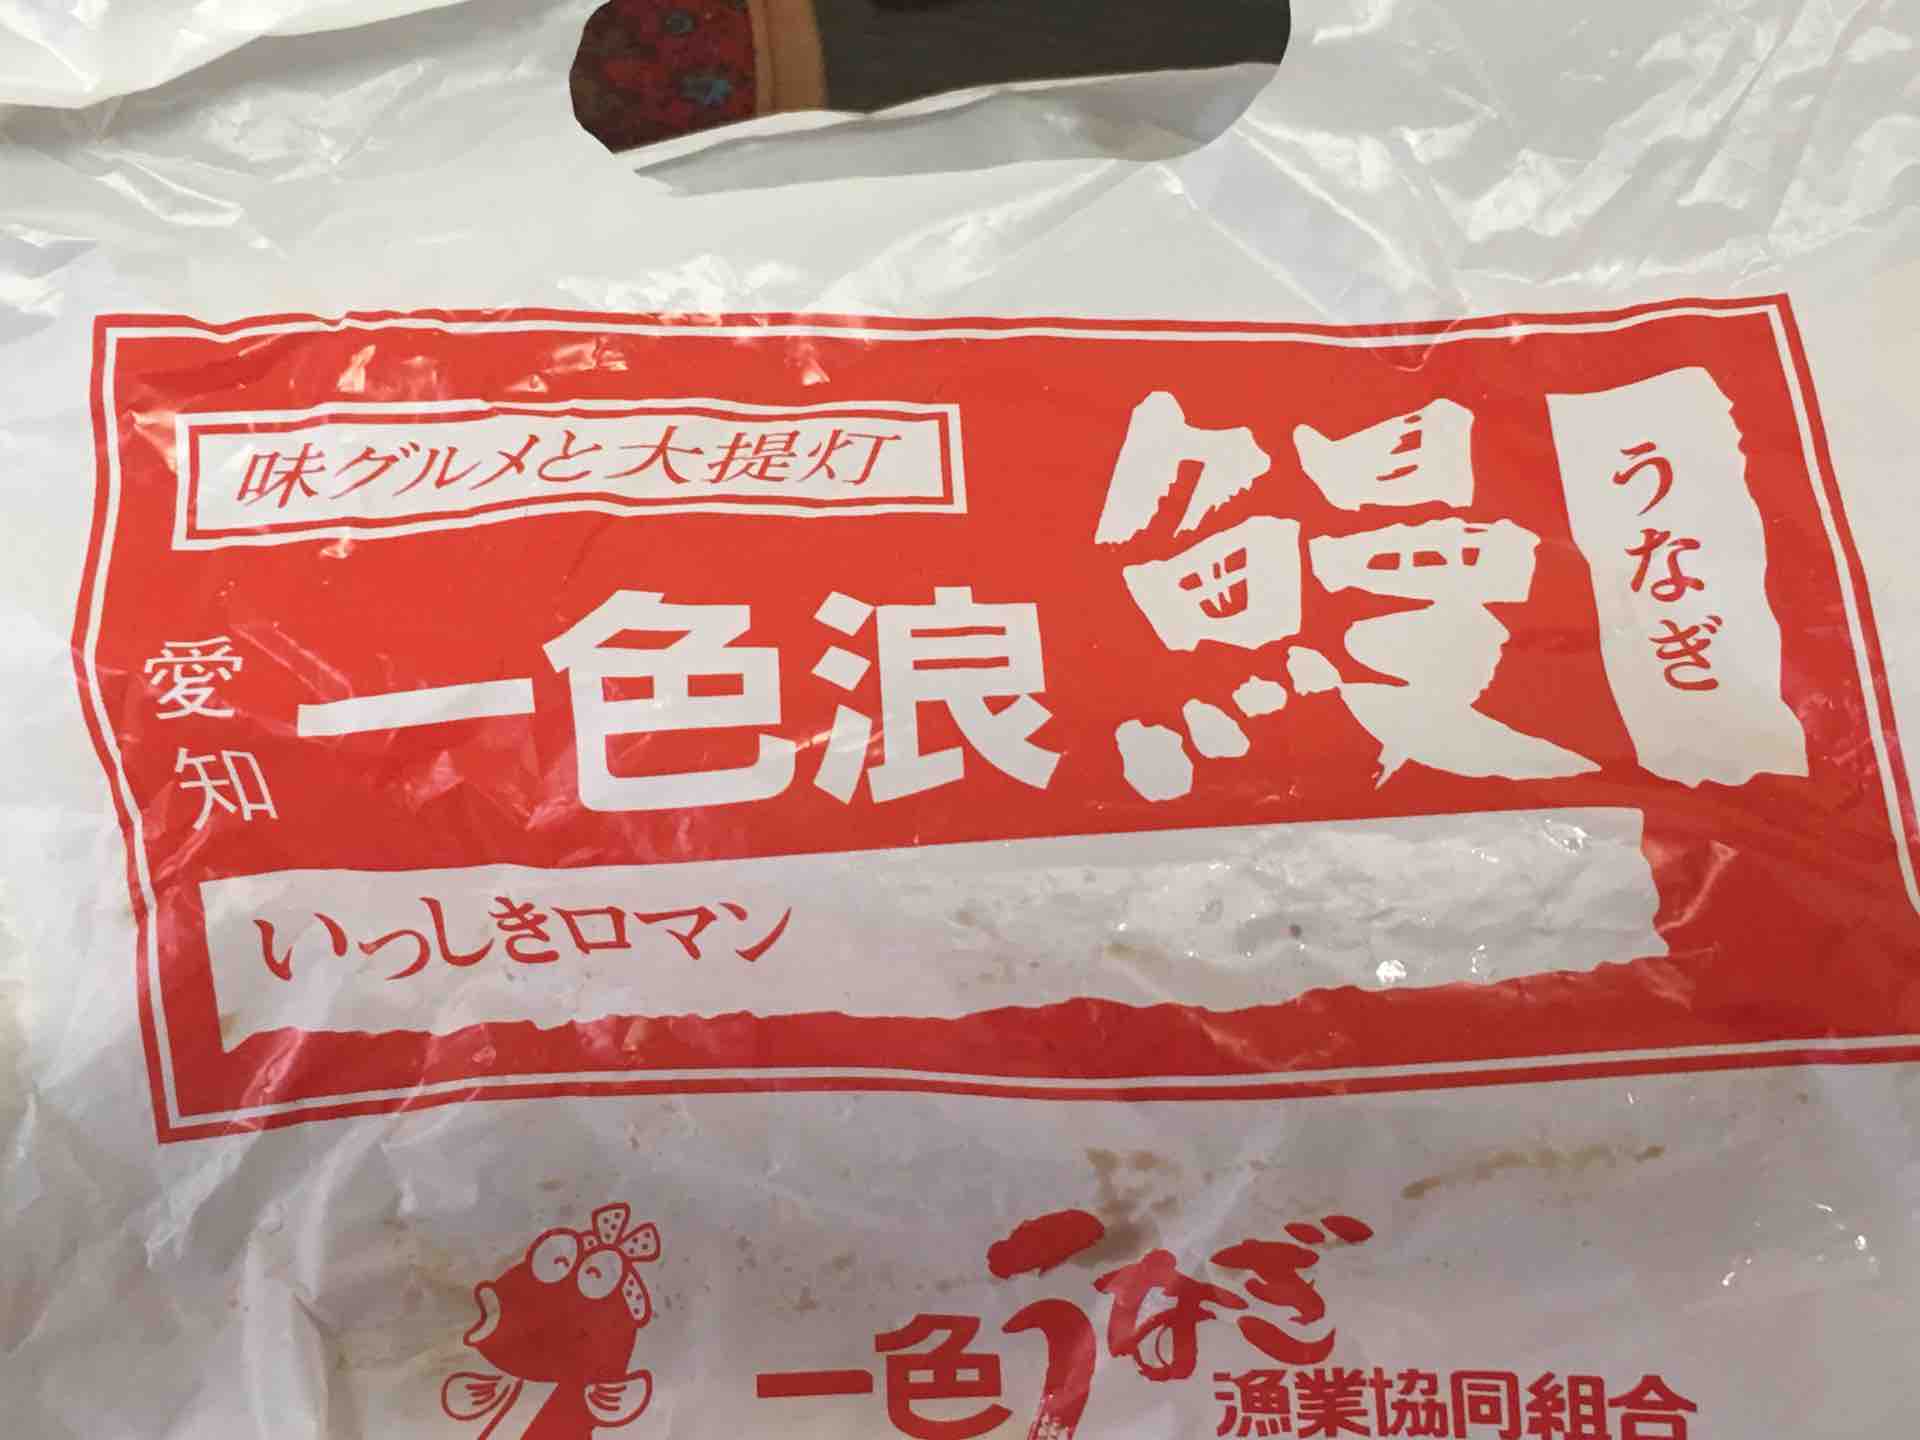 味グルメと大提灯
愛知
一色浪
鰻
うなぎ
いっしきロマン
一色うなぎ
漁業協同組合